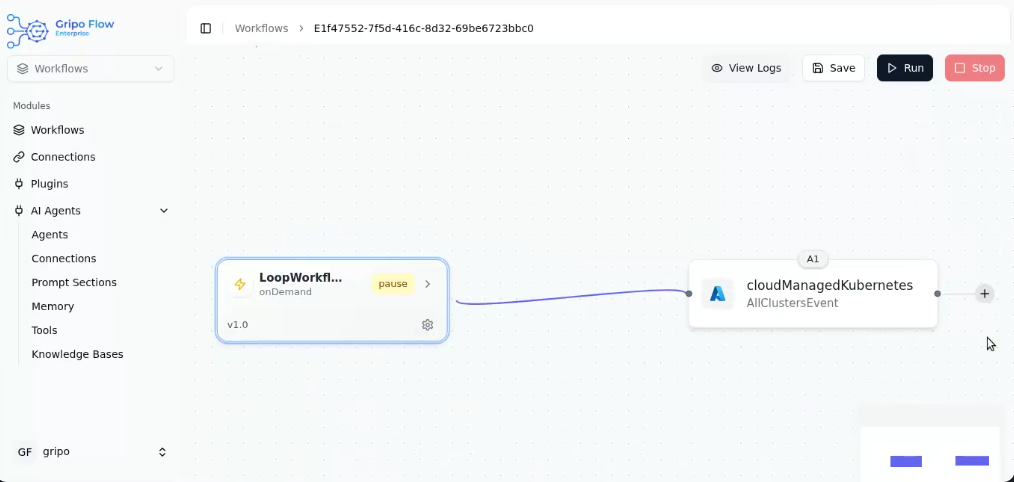 Gripo Flow
Enterprise
Workflows
Modules
Workflows
Connections
Plugins
AI Agents
Agents
Connections
Prompt Sections
Memory
Tools
Knowledge Bases
GF gripo
Workflows > E1f47552-7f5d-416c-8d32-69be6723bbc0
View Logs Save Run Stop
LoopWorkfl...
onDemand
pause
v1.0
A1
cloudManagedKubernetes
AllClustersEvent